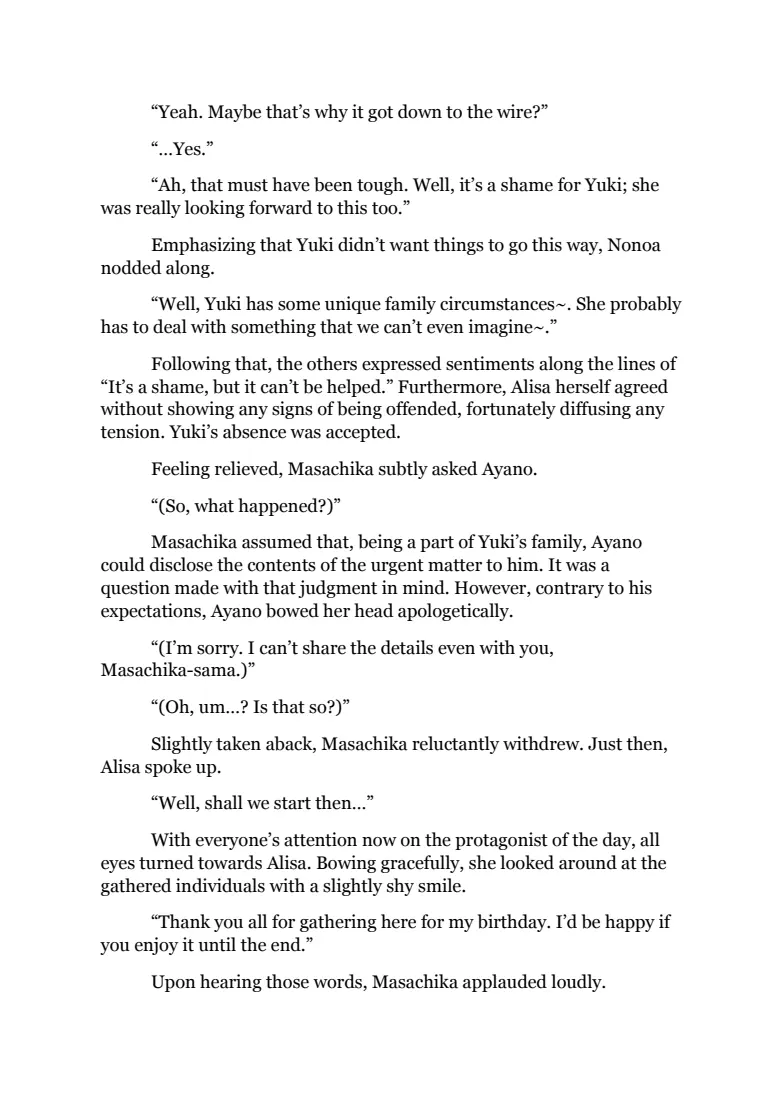 “Yeah. Maybe that’s why it got down to the wire?”
“…Yes.”
“Ah, that must have been tough. Well, it’s a shame for Yuki; she
was really looking forward to this too.”
Emphasizing that Yuki didn’t want things to go this way, Nonoa
nodded along.
“Well, Yuki has some unique family circumstances~. She probably
has to deal with something that we can’t even imagine~.”
Following that, the others expressed sentiments along the lines of
“It’s a shame, but it can’t be helped.” Furthermore, Alisa herself agreed
without showing any signs of being offended, fortunately diffusing any
tension. Yuki’s absence was accepted.
Feeling relieved, Masachika subtly asked Ayano.
“(So, what happened?)”
Masachika assumed that, being a part of Yuki’s family, Ayano
could disclose the contents of the urgent matter to him. It was a
question made with that judgment in mind. However, contrary to his
expectations, Ayano bowed her head apologetically.
“(I’m sorry. I can’t share the details even with you,
Masachika-sama.)”
“(Oh, um…? Is that so?)”
Slightly taken aback, Masachika reluctantly withdrew. Just then,
Alisa spoke up.
“Well, shall we start then…”
With everyone’s attention now on the protagonist of the day, all
eyes turned towards Alisa. Bowing gracefully, she looked around at the
gathered individuals with a slightly shy smile.
“Thank you all for gathering here for my birthday. I’d be happy if
you enjoy it until the end.”
Upon hearing those words, Masachika applauded loudly.